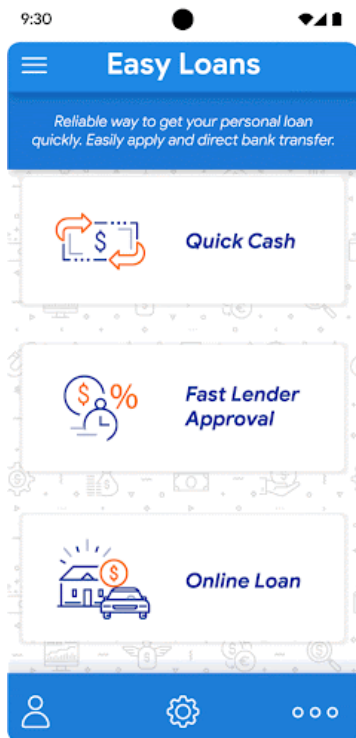 9:30
Easy Loans
Reliable way to get your personal loan
quickly. Easily apply and direct bank transfer.
$
Quick Cash
$ %
Fast Lender
Approval
$
Online Loan